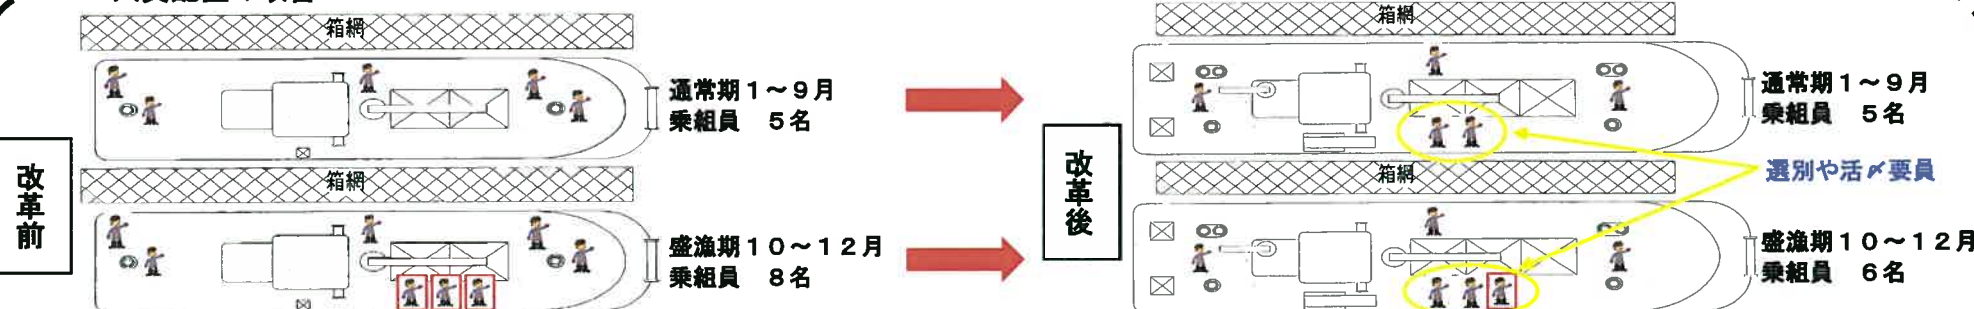 箱網
通常期１～９月
乗組員　５名
箱網
盛漁期１０～１２月
乗組員　８名
改革前
箱網
通常期１～９月
乗組員　５名
箱網
選別や活〆要員
盛漁期１０～１２月
乗組員　６名
改革後